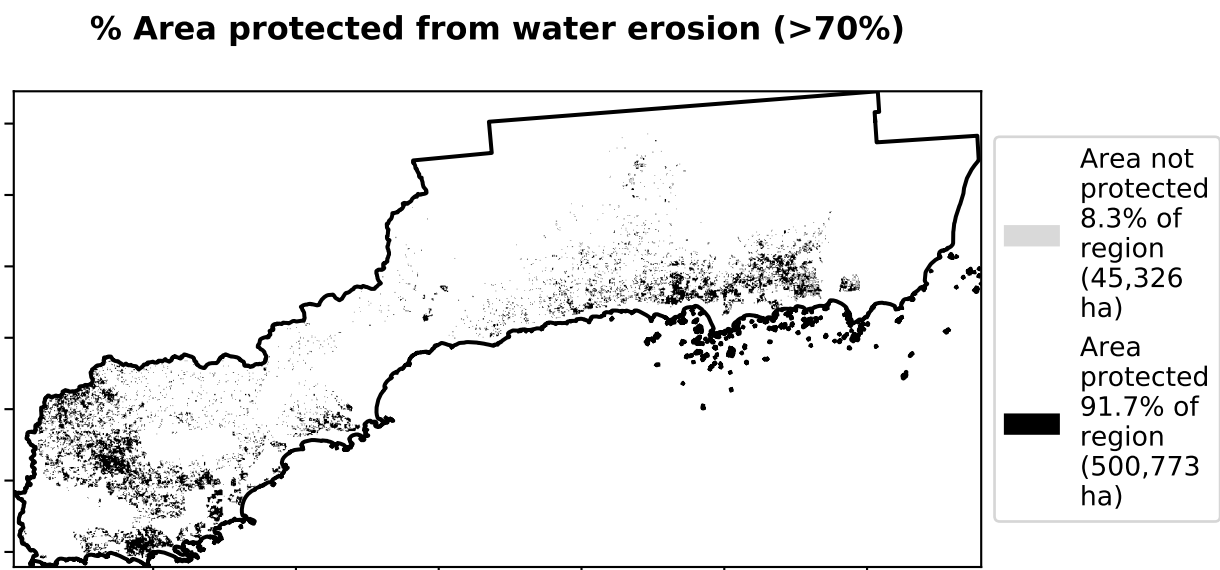 % Area protected from water erosion (>70%)
Area not
protected
8.3% of
region
(45,326
ha)
Area
protected
91.7% of
region
(500,773
ha)